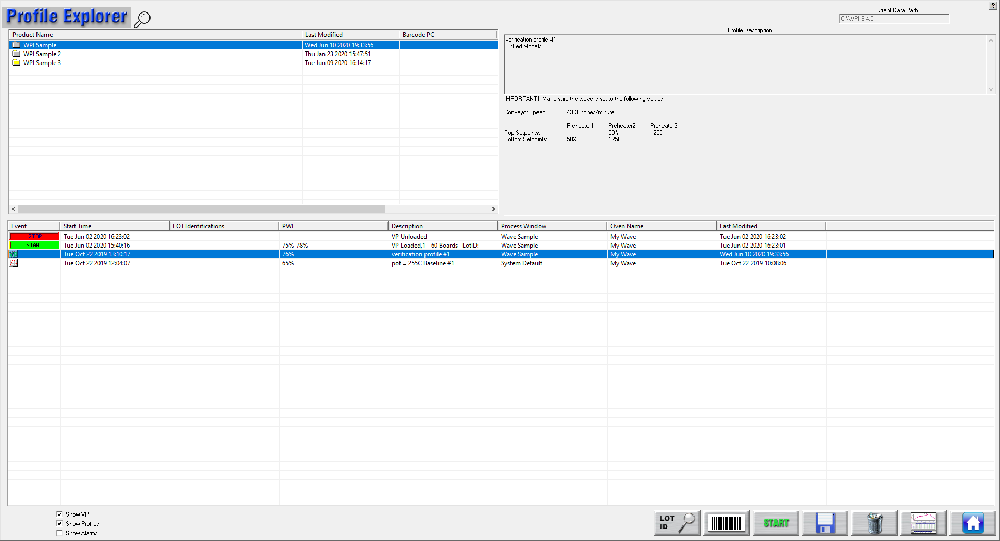 Profile Explorer
?
Current Data Path
C:\WPI 3.4.0.1
Product Name Last Modified Barcode PC
WPI Sample Wed Jun 10 2020 19:33:56
WPI Sample 2 Thu Jan 23 2020 15:47:51
WPI Sample 3 Tue Jun 09 2020 16:14:17
Profile Description
verification profile #1
Linked Models:
IMPORTANT! Make sure the wave is set to the following values:
Conveyor Speed: 43.3 inches/minute
Preheater1 Preheater2 Preheater3
Top Setpoints: 50% 125C
Bottom Setpoints: 50% 125C
Event Start Time LOT Identifications PWI Description Process Window Oven Name Last Modified
STOP Tue Jun 02 2020 16:23:02 -- VP Unloaded Wave Sample My Wave Tue Jun 02 2020 16:23:02
START Tue Jun 02 2020 15:40:16 75%-78% VP Loaded,1 - 60 Boards LotID: Wave Sample My Wave Tue Jun 02 2020 16:23:01
Tue Oct 22 2019 13:10:17 76% verification profile #1 Wave Sample My Wave Wed Jun 10 2020 19:33:56
Tue Oct 22 2019 12:04:07 65% pot = 255C Baseline #1 System Default My Wave Tue Oct 22 2019 10:08:06
Show VP
Show Profiles
Show Alarms
LOT
ID
START